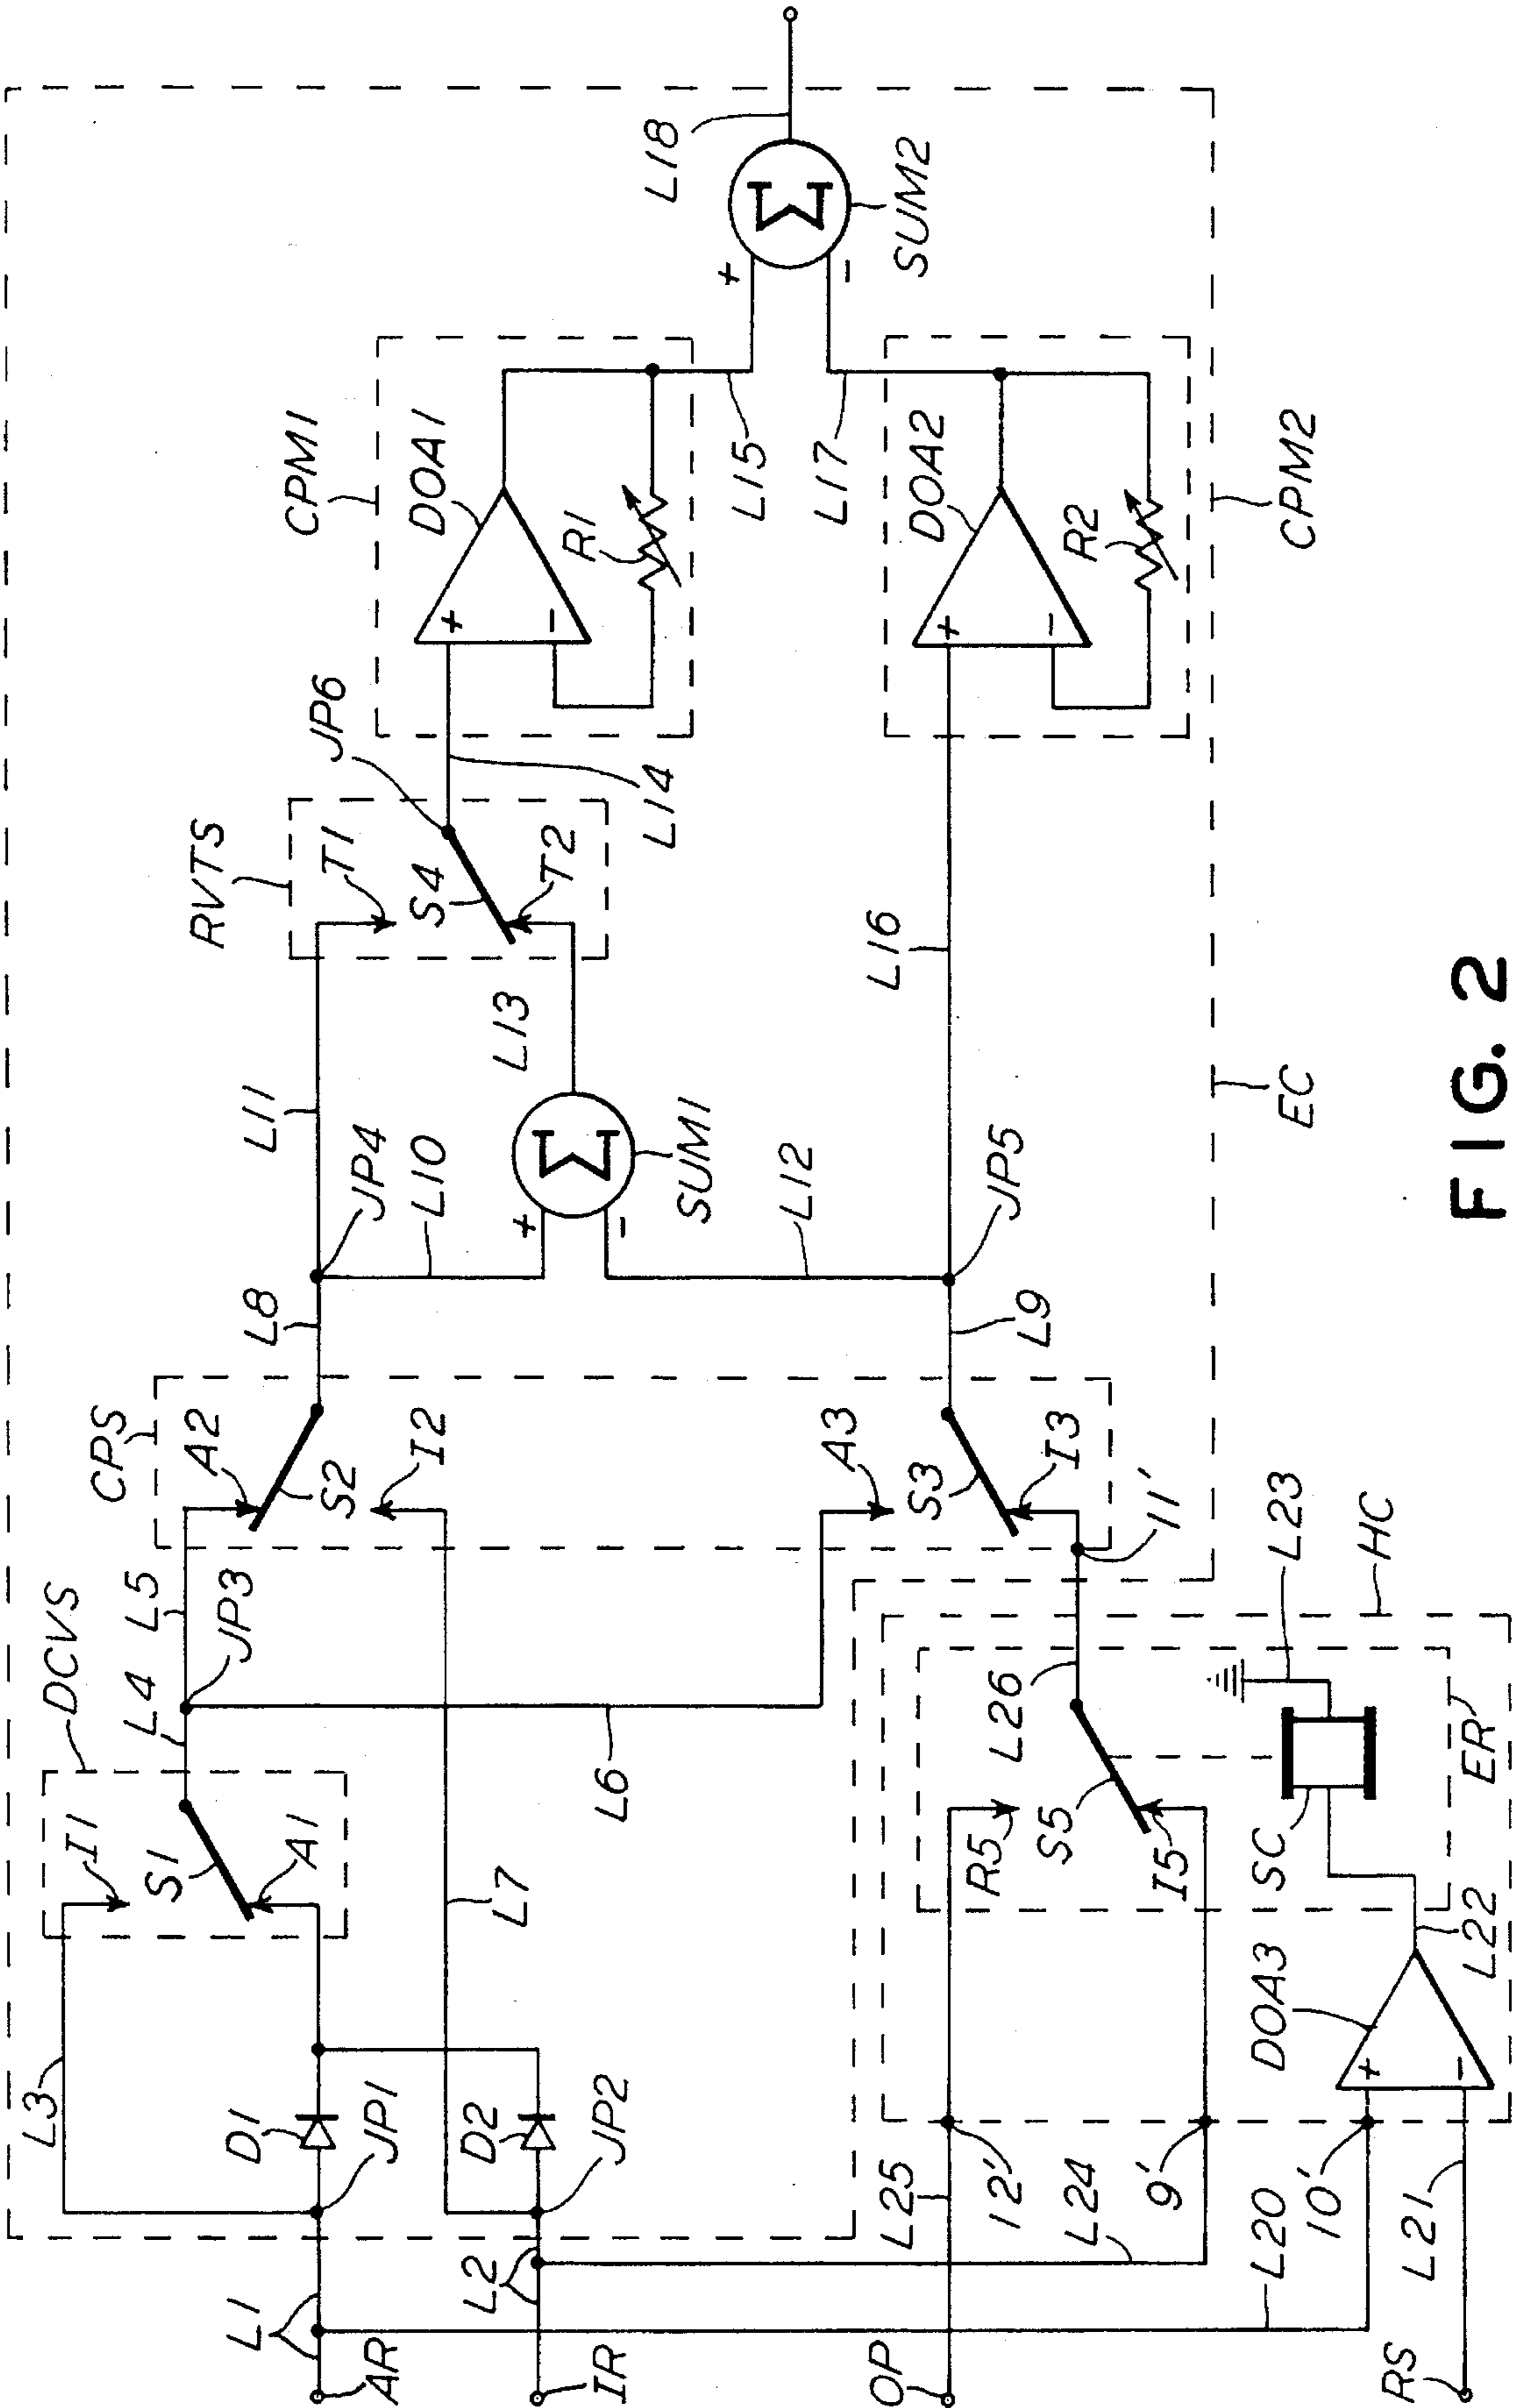 L18
SUM2
+
-
CPM1
DOA1
R1
+
-
L15
L17
DOA2
R2
+
-
CPM2
JP6
L14
RVTS
T1
S4
T2
L16
L13
L11
JP4
L10
SUM1
+
-
L12
JP5
EC
L8
L9
CPS
A2
S2
I2
A3
S3
I3
11'
L23
HC
DCVS
L5
L4
JP3
I1
S1
A1
L6
L7
L26
R5
S5
I5
SC
ER
L22
DOA3
+
-
L3
D1
JP1
D2
JP2
L25
12'
L24
9'
L20
10'
L21
L1
AR
L2
IR
OP
RS
FIG. 2